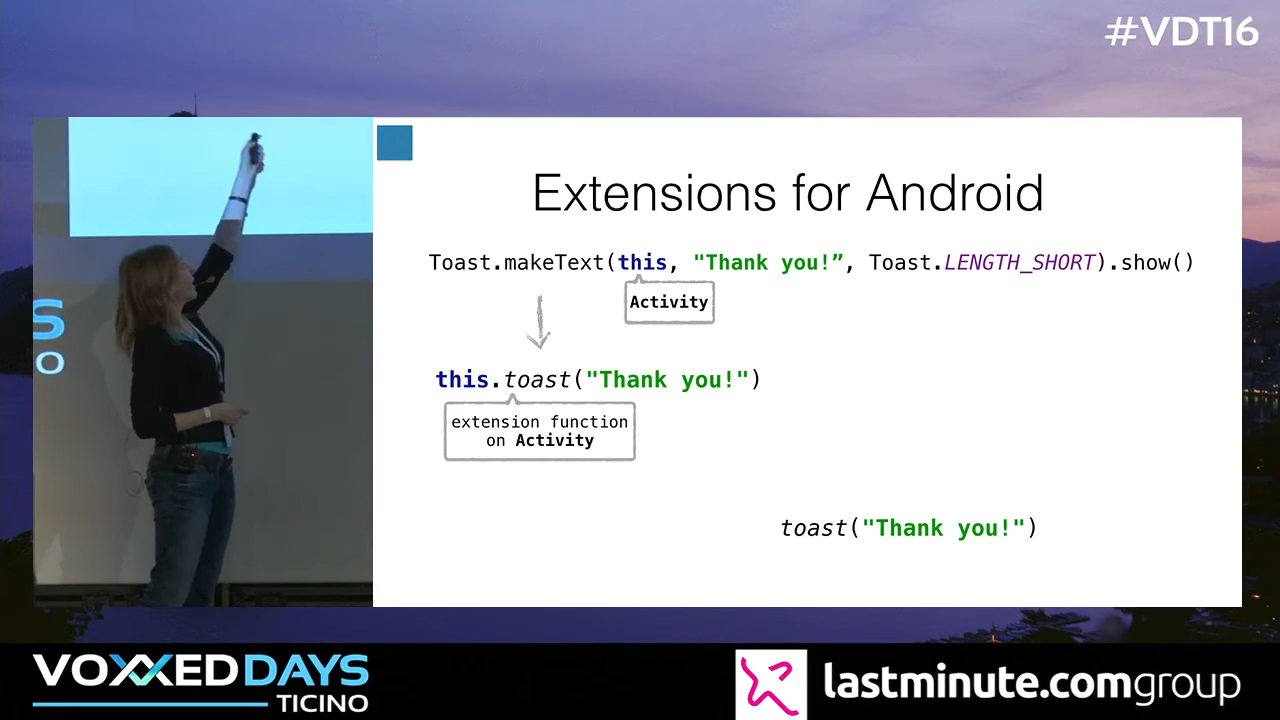 #VDT16
Extensions for Android
Toast.makeText(this, "Thank you!”, Toast.LENGTH_SHORT).show()
Activity
this.toast("Thank you!")
extension function
on Activity
toast("Thank you!")
S
O
VOXXED DAYS
TICINO
lastminute.comgroup